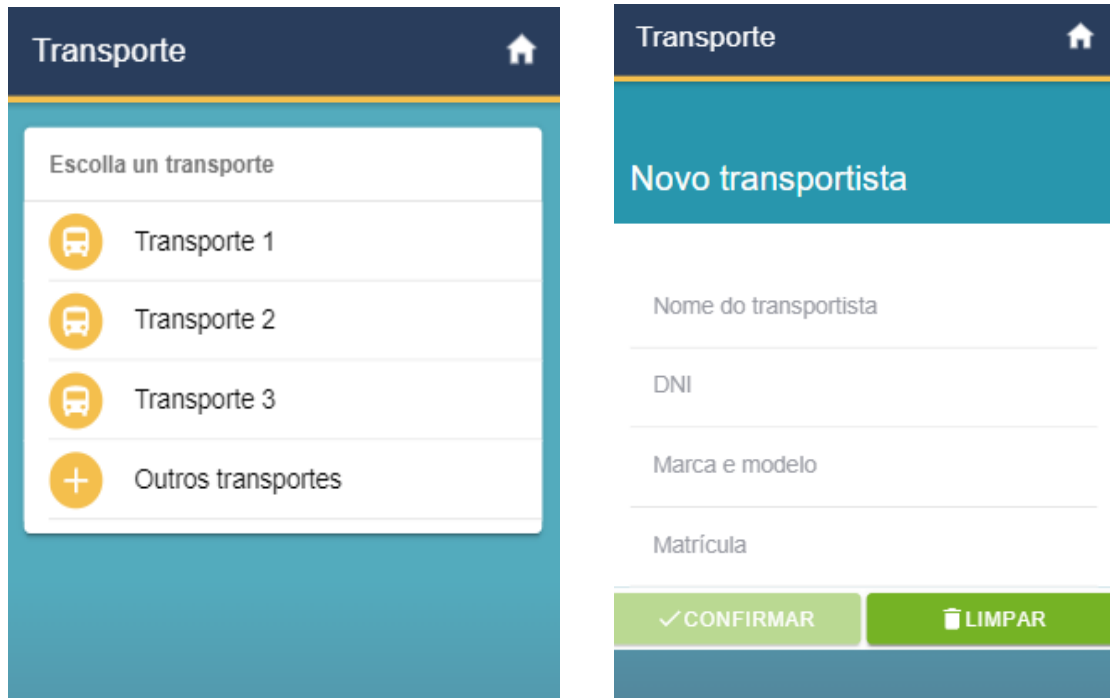 Transporte
Escolla un transporte
Transporte 1
Transporte 2
Transporte 3
Outros transportes
Transporte
Novo transportista
Nome do transportista
DNI
Marca e modelo
Matrícula
CONFIRMAR
LIMPAR